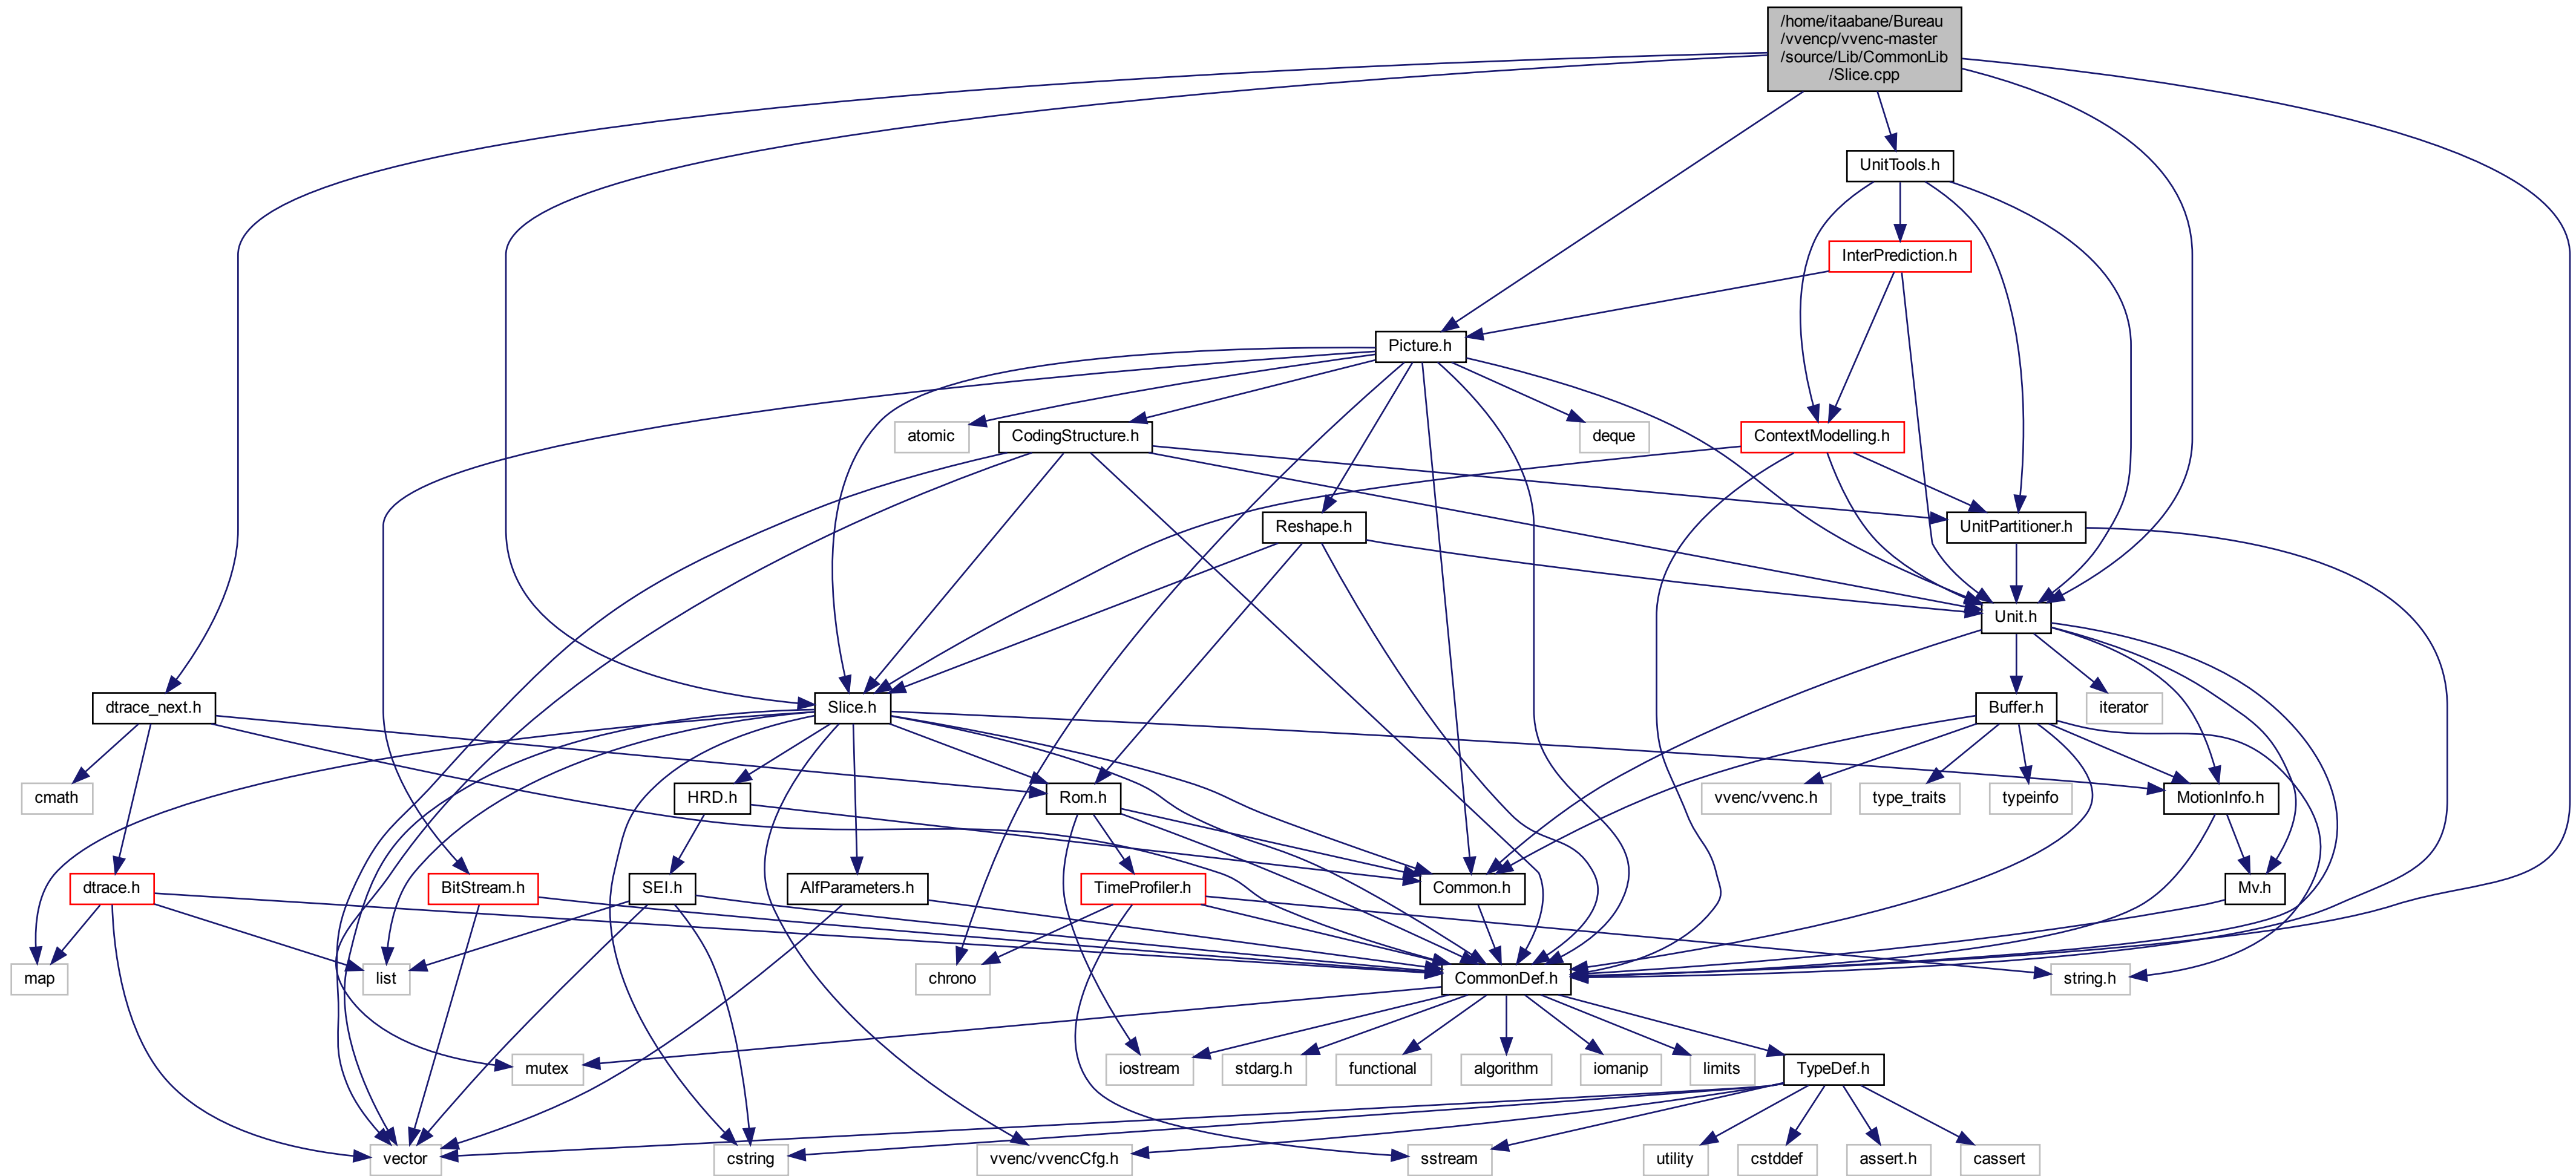 /home/itaabane/Bureau
/vvencp/vvenc-master
/source/Lib/CommonLib
/Slice.cpp
UnitTools.h
InterPrediction.h
Picture.h
atomic
CodingStructure.h
deque
ContextModelling.h
Reshape.h
UnitPartitioner.h
Unit.h
dtrace_next.h
Slice.h
Buffer.h
iterator
cmath
HRD.h
Rom.h
vvenc/vvenc.h
type_traits
typeinfo
MotionInfo.h
dtrace.h
BitStream.h
SEI.h
AlfParameters.h
TimeProfiler.h
Common.h
Mv.h
map
list
chrono
CommonDef.h
string.h
mutex
iostream
stdarg.h
functional
algorithm
iomanip
limits
TypeDef.h
vector
cstring
vvenc/vvencCfg.h
sstream
utility
cstddef
assert.h
cassert